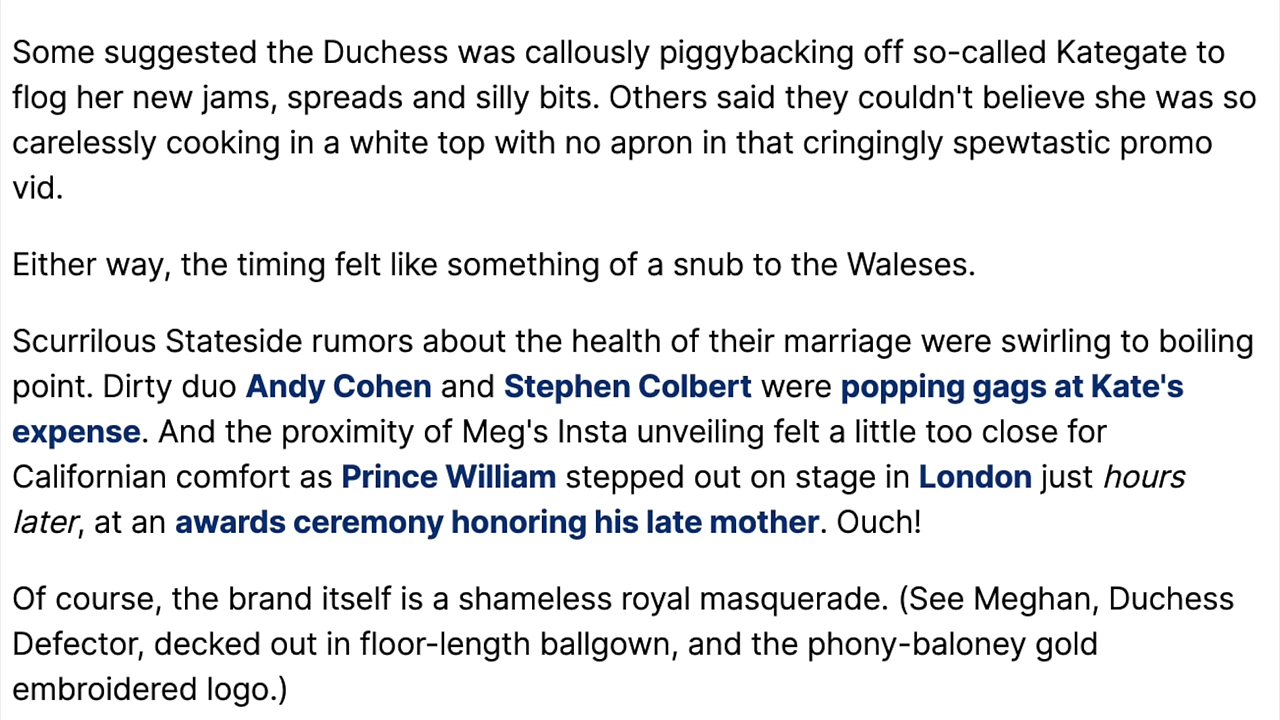 Some suggested the Duchess was callously piggybacking off so-called Kategate to
flog her new jams, spreads and silly bits. Others said they couldn't believe she was so
carelessly cooking in a white top with no apron in that cringingly spewtastic promo
vid.
Either way, the timing felt like something of a snub to the Waleses.
Scurrilous Stateside rumors about the health of their marriage were swirling to boiling
point. Dirty duo Andy Cohen and Stephen Colbert were popping gags at Kate's
expense. And the proximity of Meg's Insta unveiling felt a little too close for
Californian comfort as Prince William stepped out on stage in London just hours
later, at an awards ceremony honoring his late mother. Ouch!
Of course, the brand itself is a shameless royal masquerade. (See Meghan, Duchess
Defector, decked out in floor-length ballgown, and the phony-baloney gold
embroidered logo.)